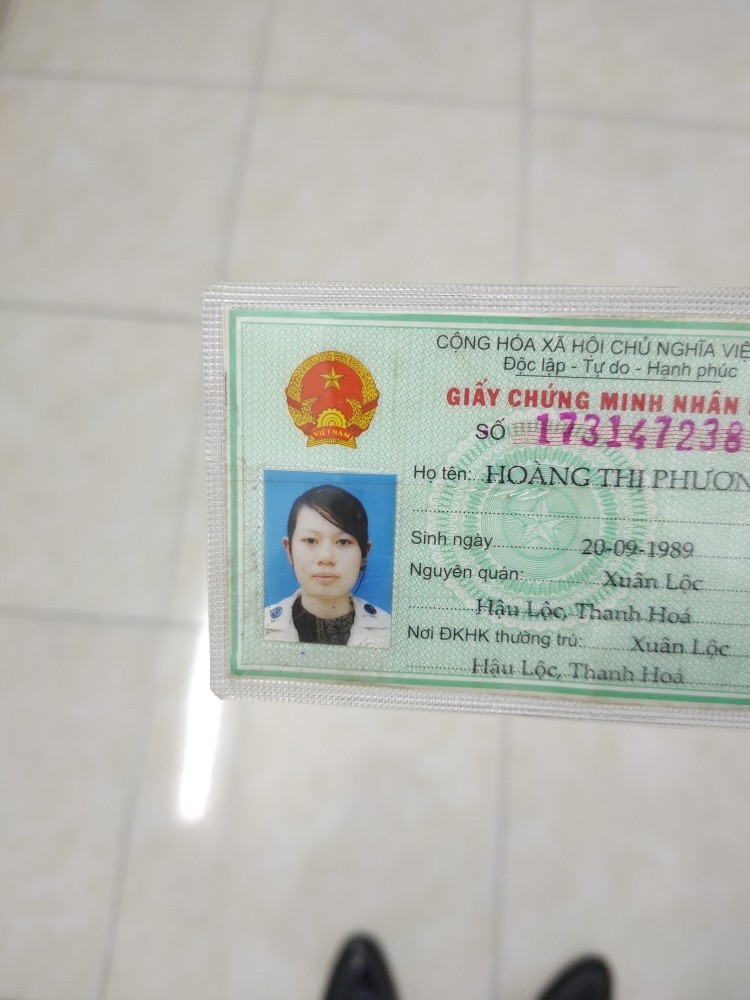 CỘNG HÒA XÃ HỘI CHỦ NGHĨA VIỆ
Độc lập - Tự do - Hạnh phúc
GIẤY CHỨNG MINH NHÂN
SỐ 173147238
Họ tên: HOÀNG THỊ PHƯƠN
Sinh ngày 20-09-1989
Nguyên quán: Xuân Lộc
Hậu Lộc, Thanh Hoá
Nơi ĐKHK thường trú: Xuân Lộc
Hậu Lộc, Thanh Hoá
VIỆT NAM